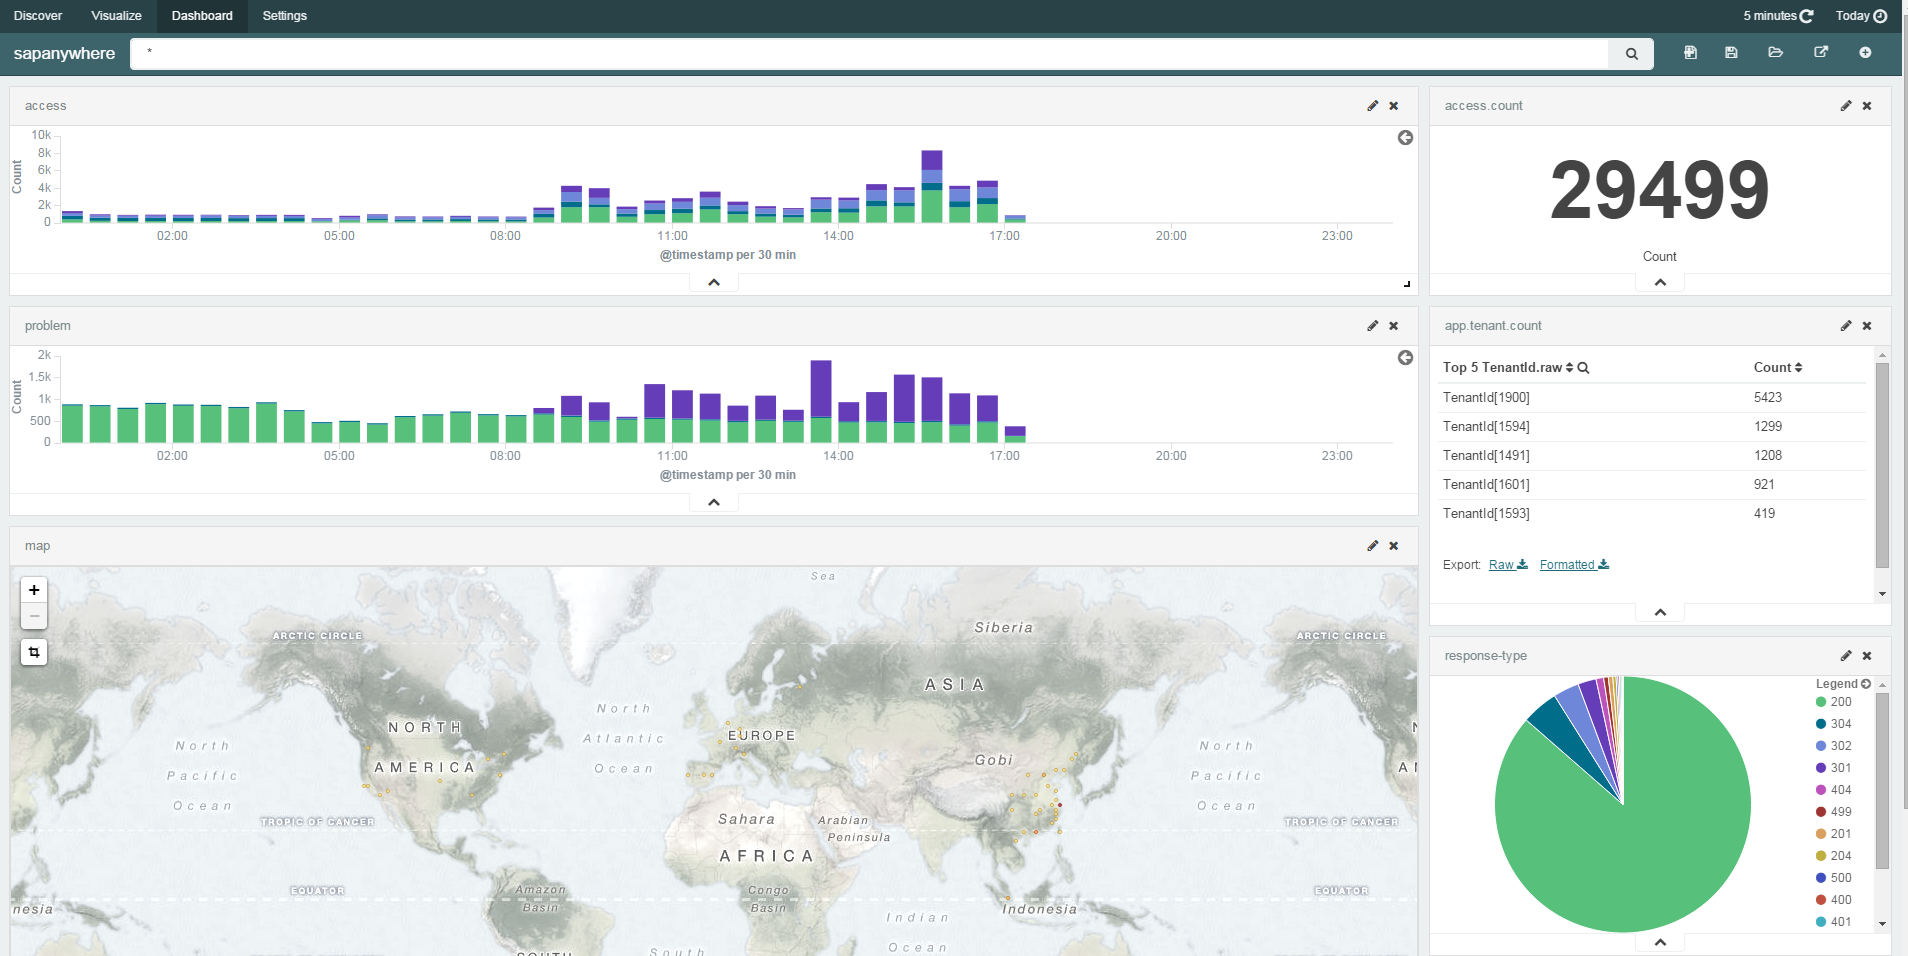 Discover Visualize Dashboard Settings 5 minutes Today
sapanywhere *
access
10k
8k
6k
4k
2k
0
Count
02:00 05:00 08:00 11:00 14:00 17:00 20:00 23:00
@timestamp per 30 min
access.count
29499
Count
problem
2k
1.5k
1k
500
0
Count
02:00 05:00 08:00 11:00 14:00 17:00 20:00 23:00
@timestamp per 30 min
app.tenant.count
Top 5 TenantId.raw Count
TenantId[1900] 5423
TenantId[1594] 1299
TenantId[1491] 1208
TenantId[1601] 921
TenantId[1593] 419
Export: Raw Formatted
map
+
−
Sea
ARCTIC CIRCLE
Siberia
ARCTIC CIRCLE
ASIA
North
Atlantic
Ocean
NORTH
AMERICA
EUROPE
Gobi
North
Pacific
Ocean
North
Pacific
Ocean
N
A N
TROPIC OF CANCER
Sahara
Arabian
Peninsula
TROPIC OF CANCER
AFRICA
EQUATOR
Amazon
Basin
Congo
Basin
EQUATOR
nesia
Indonesia
Indian
Ocean
South
SOUTH
response-type
Legend
200
304
302
301
404
499
201
204
500
400
401